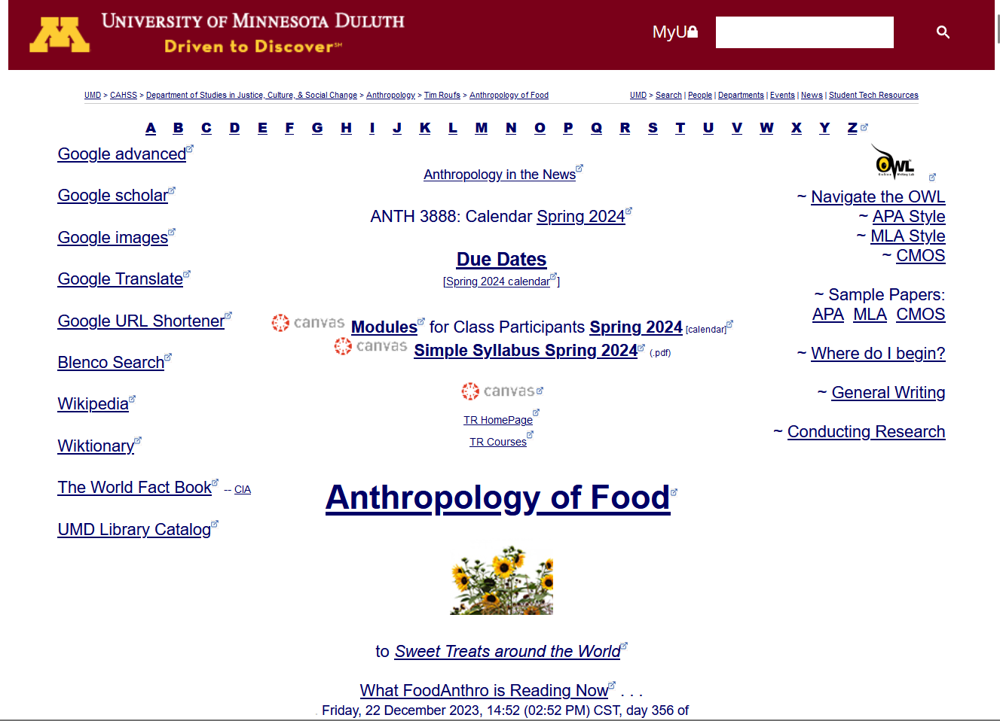 UNIVERSITY OF MINNESOTA DULUTH
Driven to Discover℠
MyU
UMD > CAHSS > Department of Studies in Justice, Culture, & Social Change > Anthropology > Tim Roufs > Anthropology of Food
UMD > Search | People | Departments | Events | News | Student Tech Resources
A B C D E F G H I J K L M N O P Q R S T U V W X Y Z
Google advanced
Google scholar
Google images
Google Translate
Google URL Shortener
Blenco Search
Wikipedia
Wiktionary
The World Fact Book -- CIA
UMD Library Catalog
Anthropology in the News
ANTH 3888: Calendar Spring 2024
Due Dates
[Spring 2024 calendar]
canvas Modules for Class Participants Spring 2024 [calendar]
canvas Simple Syllabus Spring 2024 (.pdf)
canvas
TR HomePage
TR Courses
OWL
Online Writing Lab
~ Navigate the OWL
~ APA Style
~ MLA Style
~ CMOS
~ Sample Papers:
APA MLA CMOS
~ Where do I begin?
~ General Writing
~ Conducting Research
Anthropology of Food
to Sweet Treats around the World
What FoodAnthro is Reading Now . . .
Friday, 22 December 2023, 14:52 (02:52 PM) CST, day 356 of